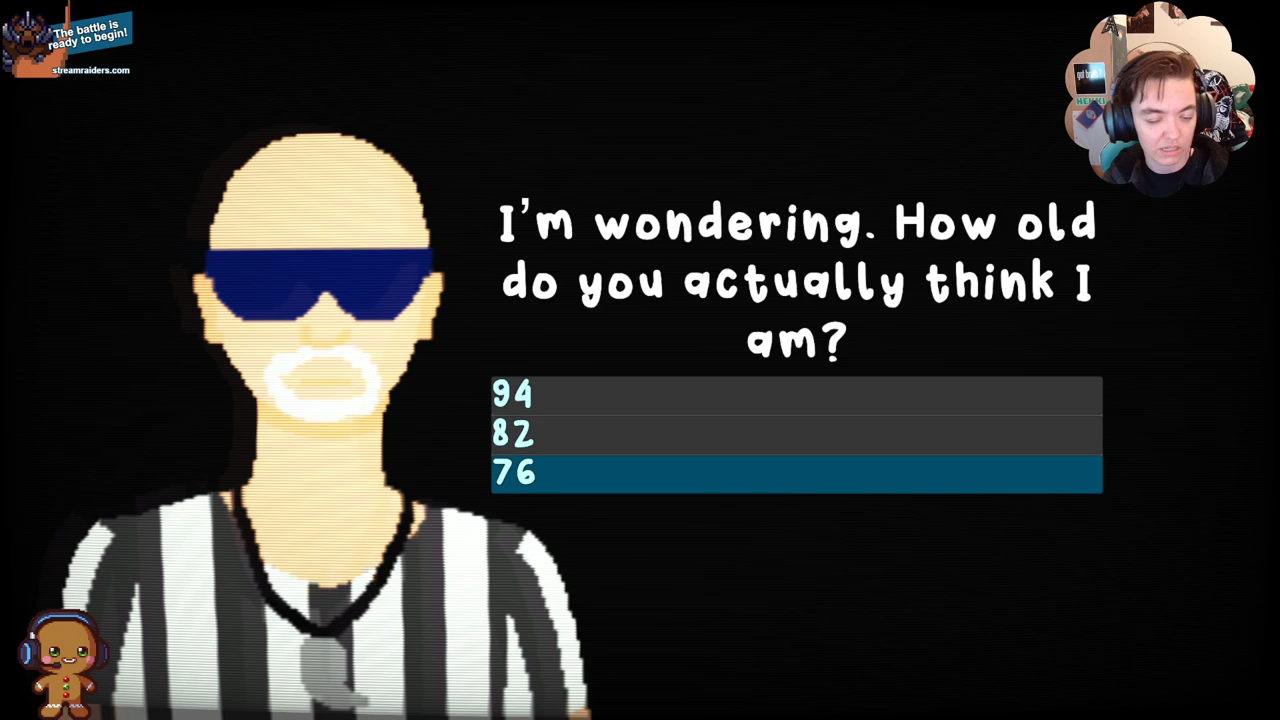 The battle is
ready to begin!
streamraiders.com
I'm wondering. How old
do you actually think I
am?
94
82
76